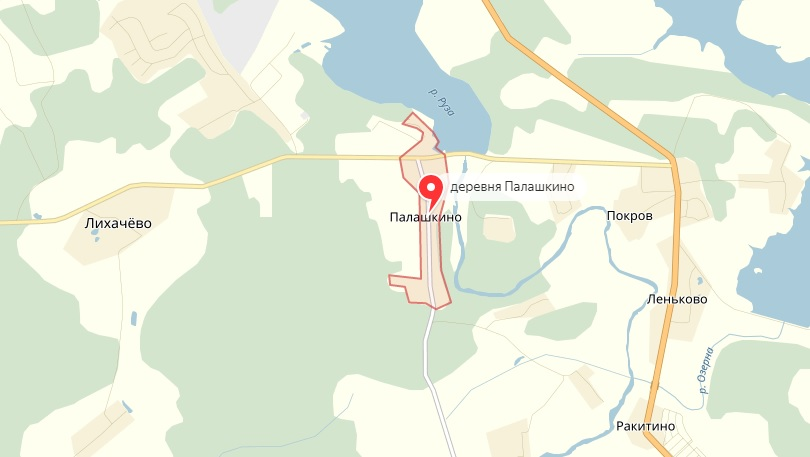 р. Руза
деревня Палашкино
Палашкино
Покров
Лихачёво
Леньково
р. Озерна
Ракитино